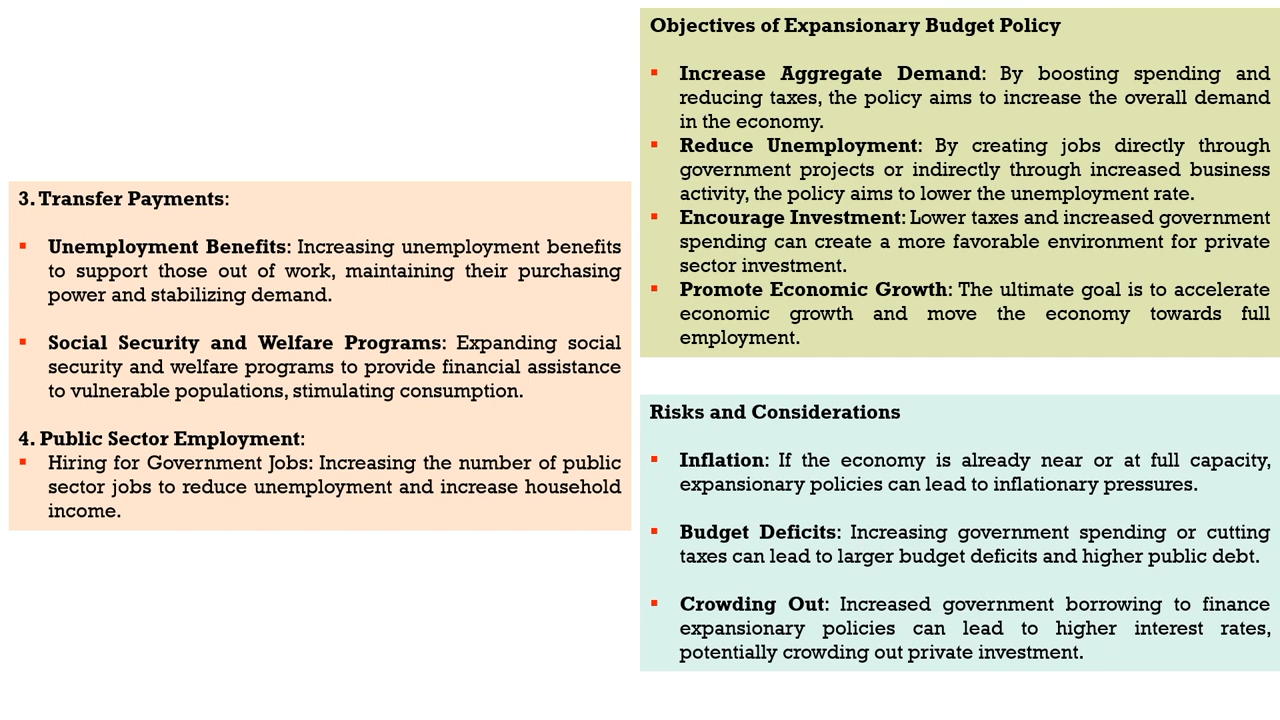 3. Transfer Payments:
▪ Unemployment Benefits: Increasing unemployment benefits
to support those out of work, maintaining their purchasing
power and stabilizing demand.
▪ Social Security and Welfare Programs: Expanding social
security and welfare programs to provide financial assistance
to vulnerable populations, stimulating consumption.
4. Public Sector Employment:
▪ Hiring for Government Jobs: Increasing the number of public
sector jobs to reduce unemployment and increase household
income.
Objectives of Expansionary Budget Policy
▪ Increase Aggregate Demand: By boosting spending and
reducing taxes, the policy aims to increase the overall demand
in the economy.
▪ Reduce Unemployment: By creating jobs directly through
government projects or indirectly through increased business
activity, the policy aims to lower the unemployment rate.
▪ Encourage Investment: Lower taxes and increased government
spending can create a more favorable environment for private
sector investment.
▪ Promote Economic Growth: The ultimate goal is to accelerate
economic growth and move the economy towards full
employment.
Risks and Considerations
▪ Inflation: If the economy is already near or at full capacity,
expansionary policies can lead to inflationary pressures.
▪ Budget Deficits: Increasing government spending or cutting
taxes can lead to larger budget deficits and higher public debt.
▪ Crowding Out: Increased government borrowing to finance
expansionary policies can lead to higher interest rates,
potentially crowding out private investment.